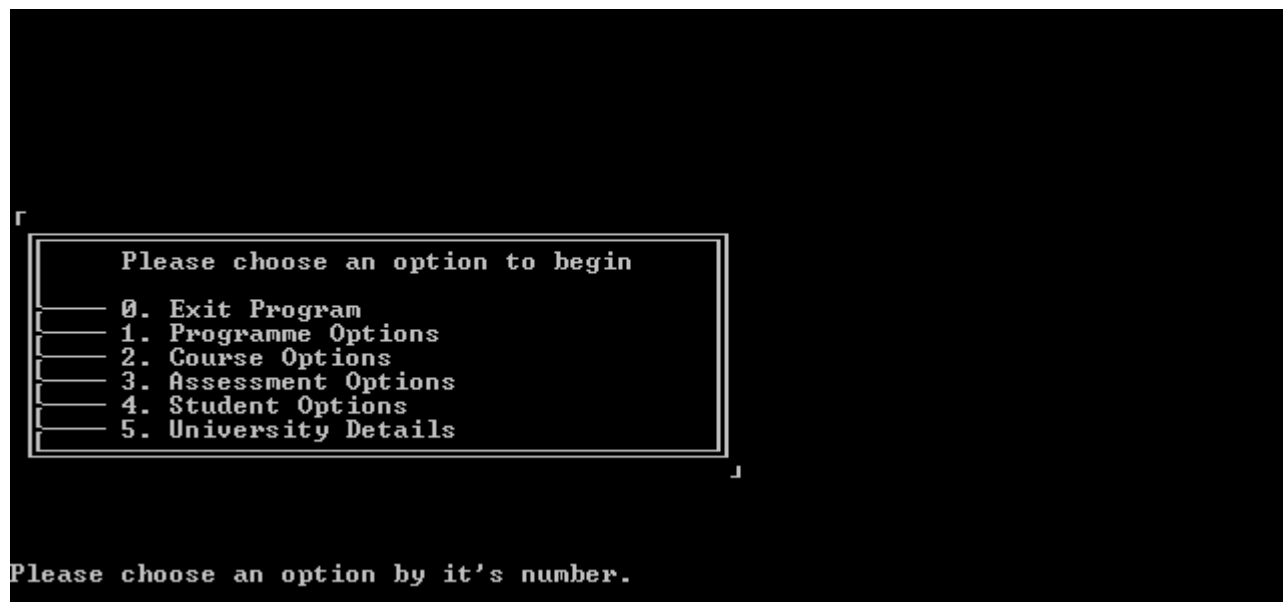 Please choose an option to begin
0. Exit Program
1. Programme Options
2. Course Options
3. Assessment Options
4. Student Options
5. University Details
Please choose an option by it's number.